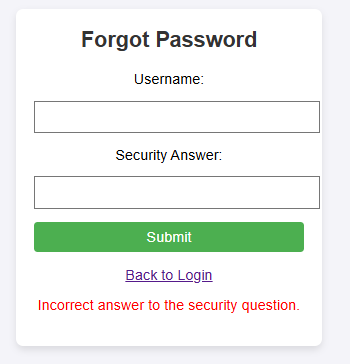 Forgot Password
Username:
Security Answer:
Submit
Back to Login
Incorrect answer to the security question.